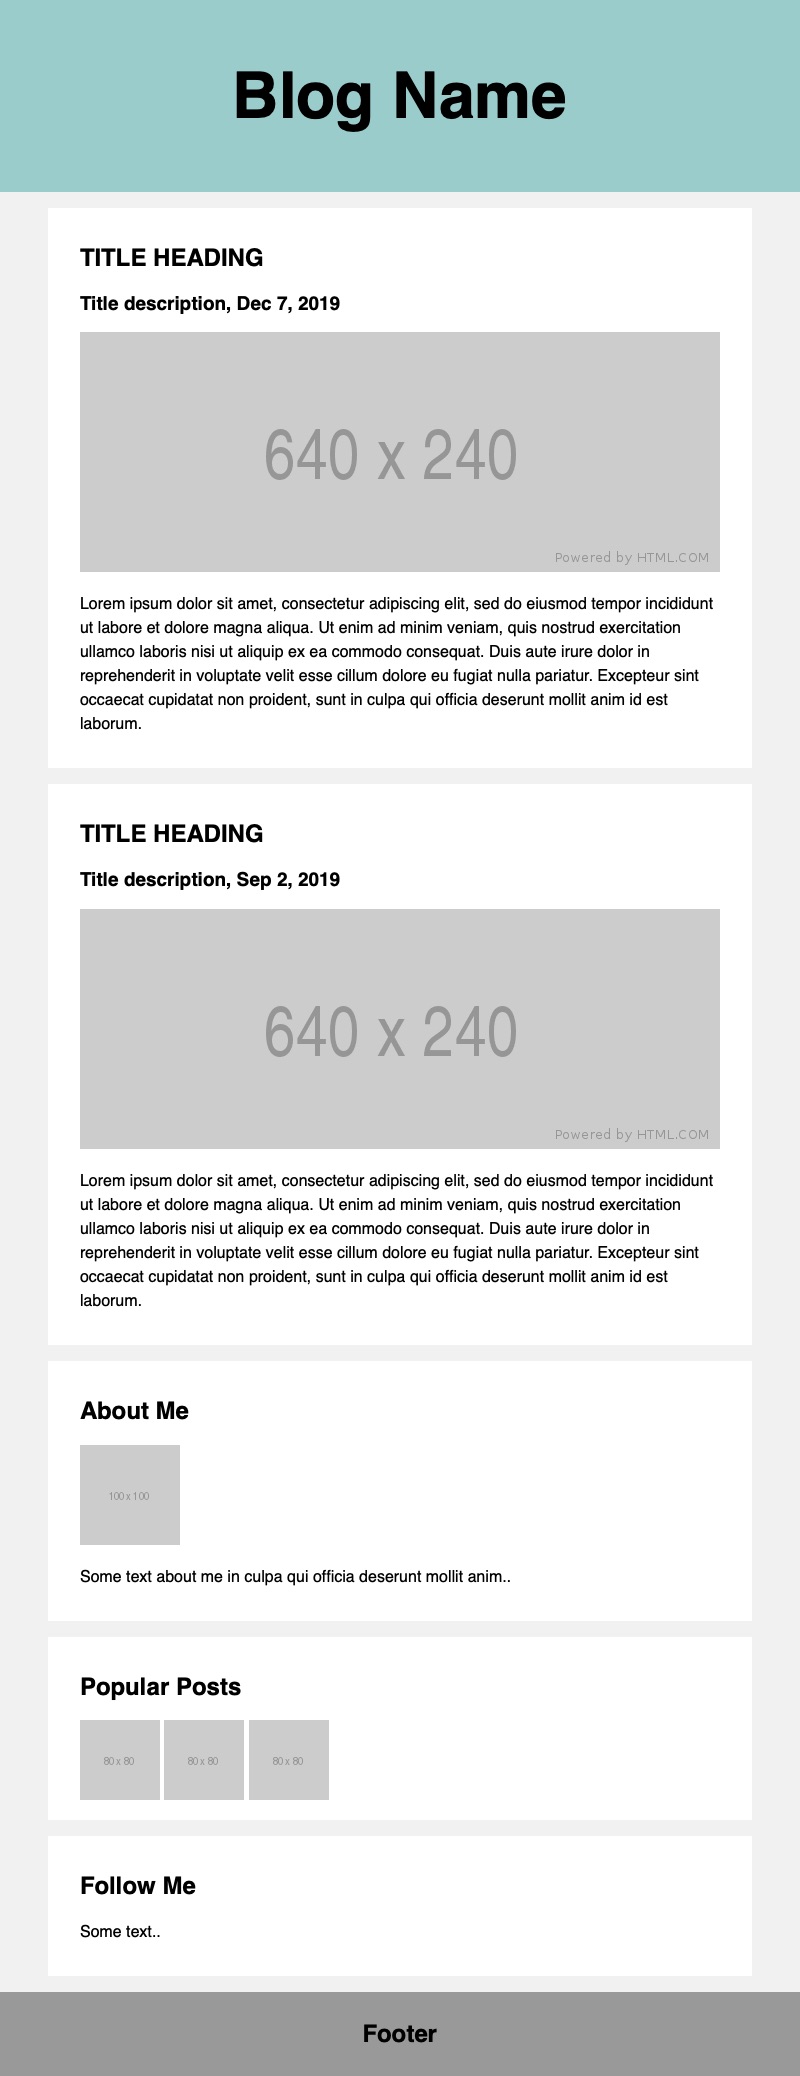 Blog Name
TITLE HEADING
Title description, Dec 7, 2019
640 x 240
Powered by HTML.COM
Lorem ipsum dolor sit amet, consectetur adipiscing elit, sed do eiusmod tempor incididunt
ut labore et dolore magna aliqua. Ut enim ad minim veniam, quis nostrud exercitation
ullamco laboris nisi ut aliquip ex ea commodo consequat. Duis aute irure dolor in
reprehenderit in voluptate velit esse cillum dolore eu fugiat nulla pariatur. Excepteur sint
occaecat cupidatat non proident, sunt in culpa qui officia deserunt mollit anim id est
laborum.
TITLE HEADING
Title description, Sep 2, 2019
640 x 240
Powered by HTML.COM
Lorem ipsum dolor sit amet, consectetur adipiscing elit, sed do eiusmod tempor incididunt
ut labore et dolore magna aliqua. Ut enim ad minim veniam, quis nostrud exercitation
ullamco laboris nisi ut aliquip ex ea commodo consequat. Duis aute irure dolor in
reprehenderit in voluptate velit esse cillum dolore eu fugiat nulla pariatur. Excepteur sint
occaecat cupidatat non proident, sunt in culpa qui officia deserunt mollit anim id est
laborum.
About Me
100 x 100
Some text about me in culpa qui officia deserunt mollit anim..
Popular Posts
80 x 80 80 x 80 80 x 80
Follow Me
Some text..
Footer